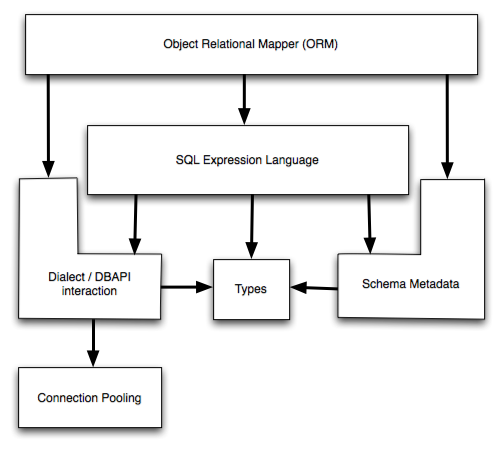 Object Relational Mapper (ORM)
SQL Expression Language
Dialect / DBAPI
interaction
Types
Schema Metadata
Connection Pooling